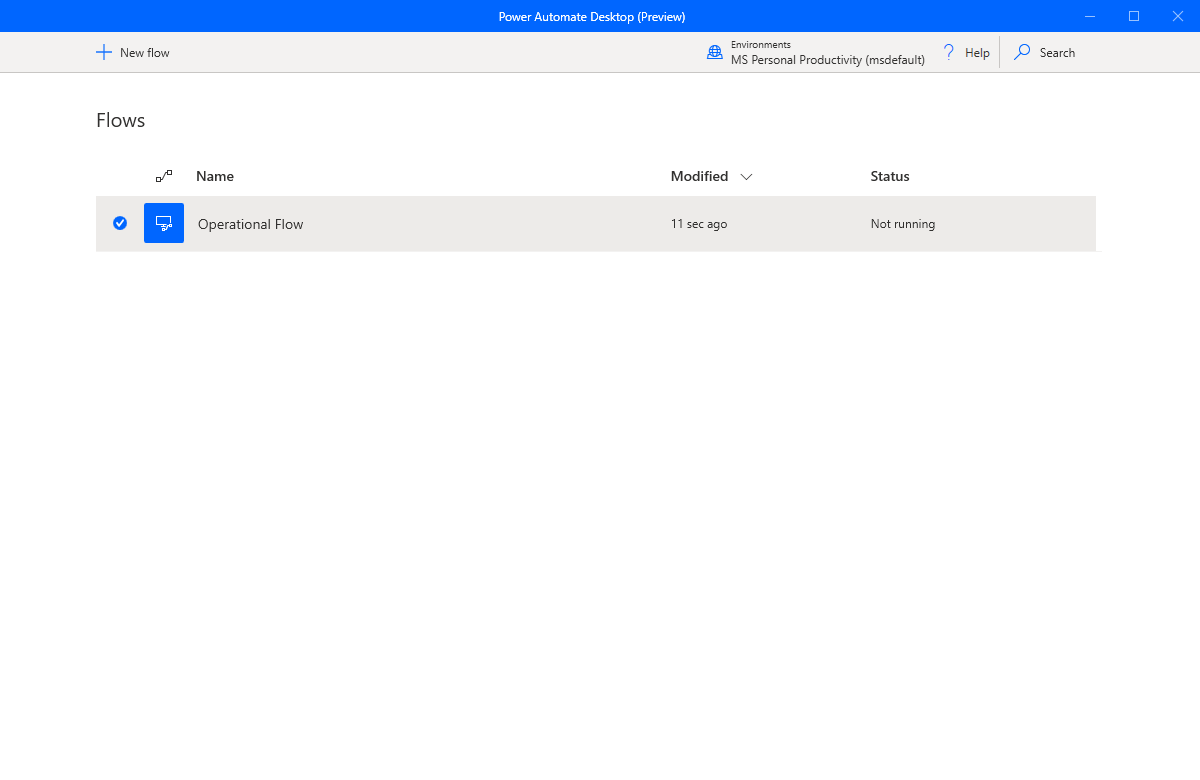 Power Automate Desktop (Preview)
New flow
Environments
MS Personal Productivity (msdefault)
Help
Search
Flows
Name Modified Status
Operational Flow 11 sec ago Not running